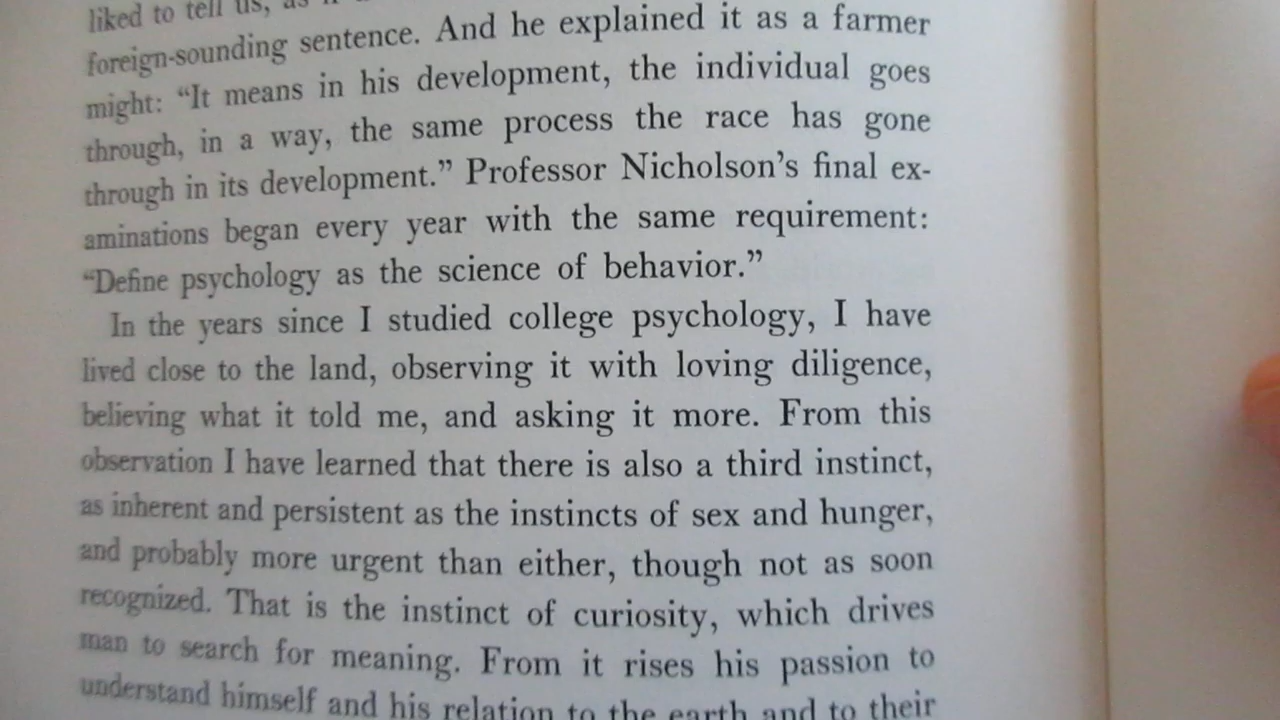 liked to tell us, as
foreign-sounding sentence. And he explained it as a farmer
might: “It means in his development, the individual goes
through, in a way, the same process the race has gone
through in its development.” Professor Nicholson’s final ex-
aminations began every year with the same requirement:
“Define psychology as the science of behavior.”
In the years since I studied college psychology, I have
lived close to the land, observing it with loving diligence,
believing what it told me, and asking it more. From this
observation I have learned that there is also a third instinct,
as inherent and persistent as the instincts of sex and hunger,
and probably more urgent than either, though not as soon
recognized. That is the instinct of curiosity, which drives
man to search for meaning. From it rises his passion to
understand himself and his relation to the earth and to their